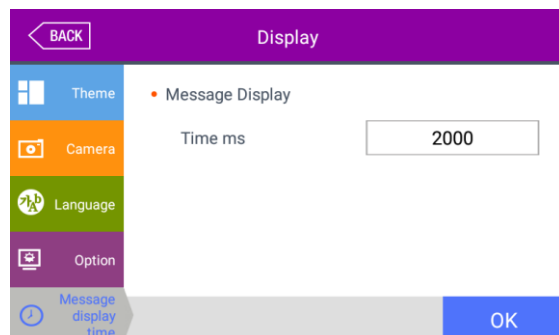 BACK
Display
Theme
Camera
Language
Option
Message
display
time
• Message Display
Time ms
2000
OK